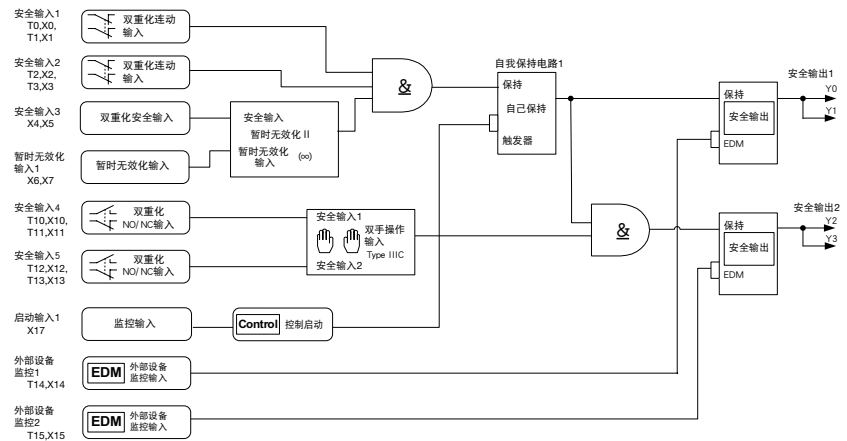 安全输入1
T0,X0,
T1,X1
双重化连动
输入
安全输入2
T2,X2,
T3,X3
双重化连动
输入
安全输入3
X4,X5
双重化安全输入
暂时无效化
输入1
X6,X7
暂时无效化输入
安全输入
暂时无效化 II
暂时无效化
输入 (∞)
&
自我保持电路1
保持
自己保持
触发器
安全输入4
T10,X10,
T11,X11
双重化
NO/ NC输入
安全输入5
T12,X12,
T13,X13
双重化
NO/ NC输入
安全输入1
双手操作
输入
Type IIIC
安全输入2
&
启动输入1
X17
监控输入
Control 控制启动
外部设备
监控1
T14,X14
EDM 外部设备
监控输入
外部设备
监控2
T15,X15
EDM 外部设备
监控输入
保持
安全输出
EDM
安全输出1
Y0
Y1
保持
安全输出
EDM
安全输出2
Y2
Y3